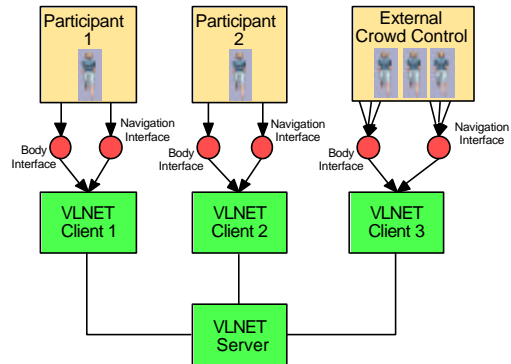 Participant
1
Participant
2
External
Crowd Control
Body
Interface
Navigation
Interface
Body
Interface
Navigation
Interface
Body
Interface
Navigation
Interface
VLNET
Client 1
VLNET
Client 2
VLNET
Client 3
VLNET
Server